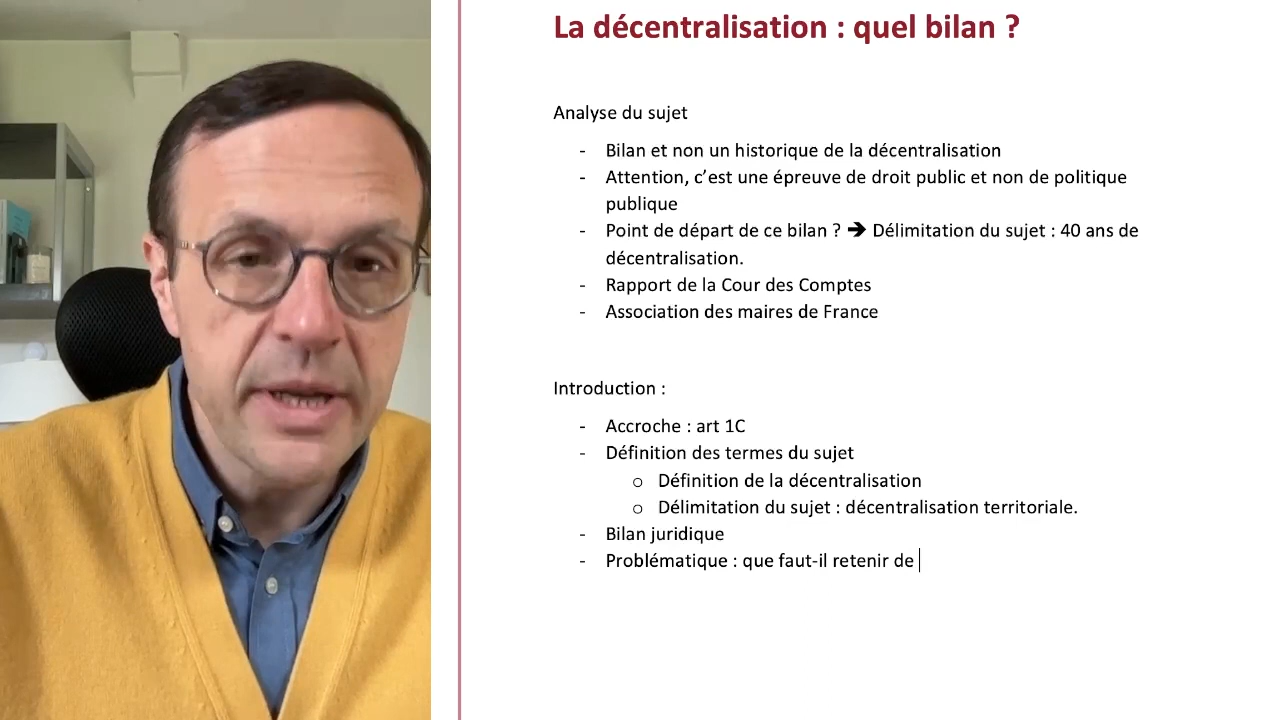 La décentralisation : quel bilan ?
Analyse du sujet
- Bilan et non un historique de la décentralisation
- Attention, c’est une épreuve de droit public et non de politique
publique
- Point de départ de ce bilan ? 🡲 Délimitation du sujet : 40 ans de
décentralisation.
- Rapport de la Cour des Comptes
- Association des maires de France
Introduction :
- Accroche : art 1C
- Définition des termes du sujet
o Définition de la décentralisation
o Délimitation du sujet : décentralisation territoriale.
- Bilan juridique
- Problématique : que faut-il retenir de